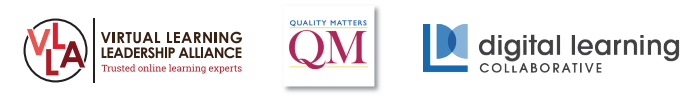 VLLA
VIRTUAL LEARNING
LEADERSHIP ALLIANCE
Trusted online learning experts
QUALITY MATTERS
QM
digital learning
COLLABORATIVE